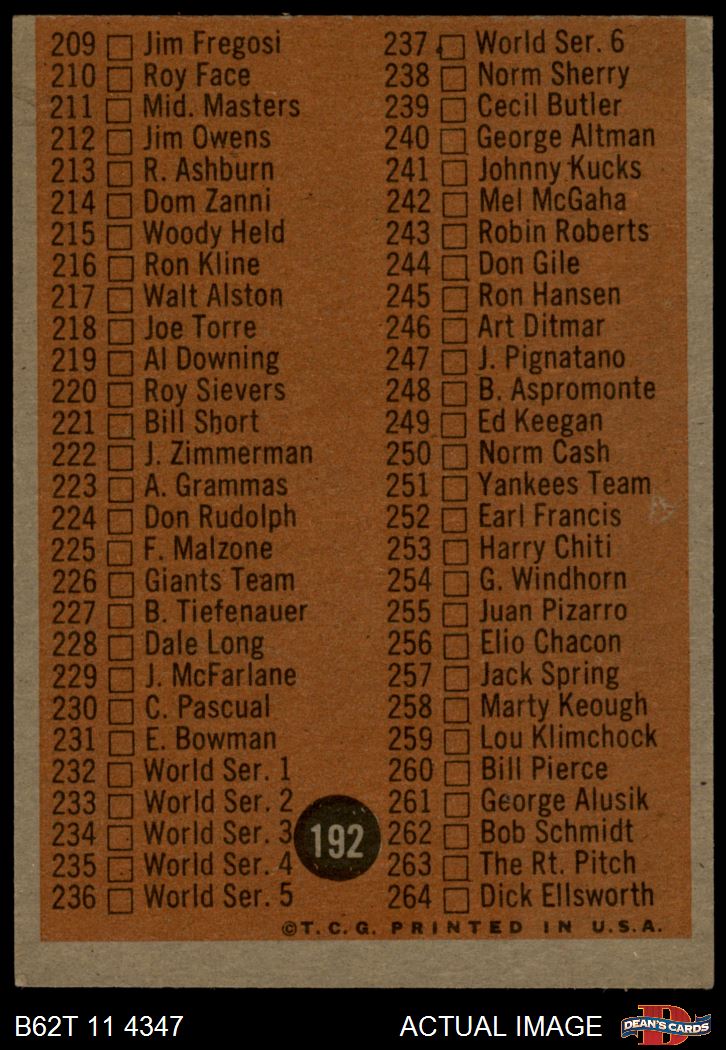 209 Jim Fregosi
210 Roy Face
211 Mid. Masters
212 Jim Owens
213 R. Ashburn
214 Dom Zanni
215 Woody Held
216 Ron Kline
217 Walt Alston
218 Joe Torre
219 Al Downing
220 Roy Sievers
221 Bill Short
222 J. Zimmerman
223 A. Grammas
224 Don Rudolph
225 F. Malzone
226 Giants Team
227 B. Tiefenauer
228 Dale Long
229 J. McFarlane
230 C. Pascual
231 E. Bowman
232 World Ser. 1
233 World Ser. 2
234 World Ser. 3
235 World Ser. 4
236 World Ser. 5
192
237 World Ser. 6
238 Norm Sherry
239 Cecil Butler
240 George Altman
241 Johnny Kucks
242 Mel McGaha
243 Robin Roberts
244 Don Gile
245 Ron Hansen
246 Art Ditmar
247 J. Pignatano
248 B. Aspromonte
249 Ed Keegan
250 Norm Cash
251 Yankees Team
252 Earl Francis
253 Harry Chiti
254 G. Windhorn
255 Juan Pizarro
256 Elio Chacon
257 Jack Spring
258 Marty Keough
259 Lou Klimchock
260 Bill Pierce
261 George Alusik
262 Bob Schmidt
263 The Rt. Pitch
264 Dick Ellsworth
©T.C.G. PRINTED IN U.S.A.
B62T 11 4347 ACTUAL IMAGE
D
DEAN'S CARDS